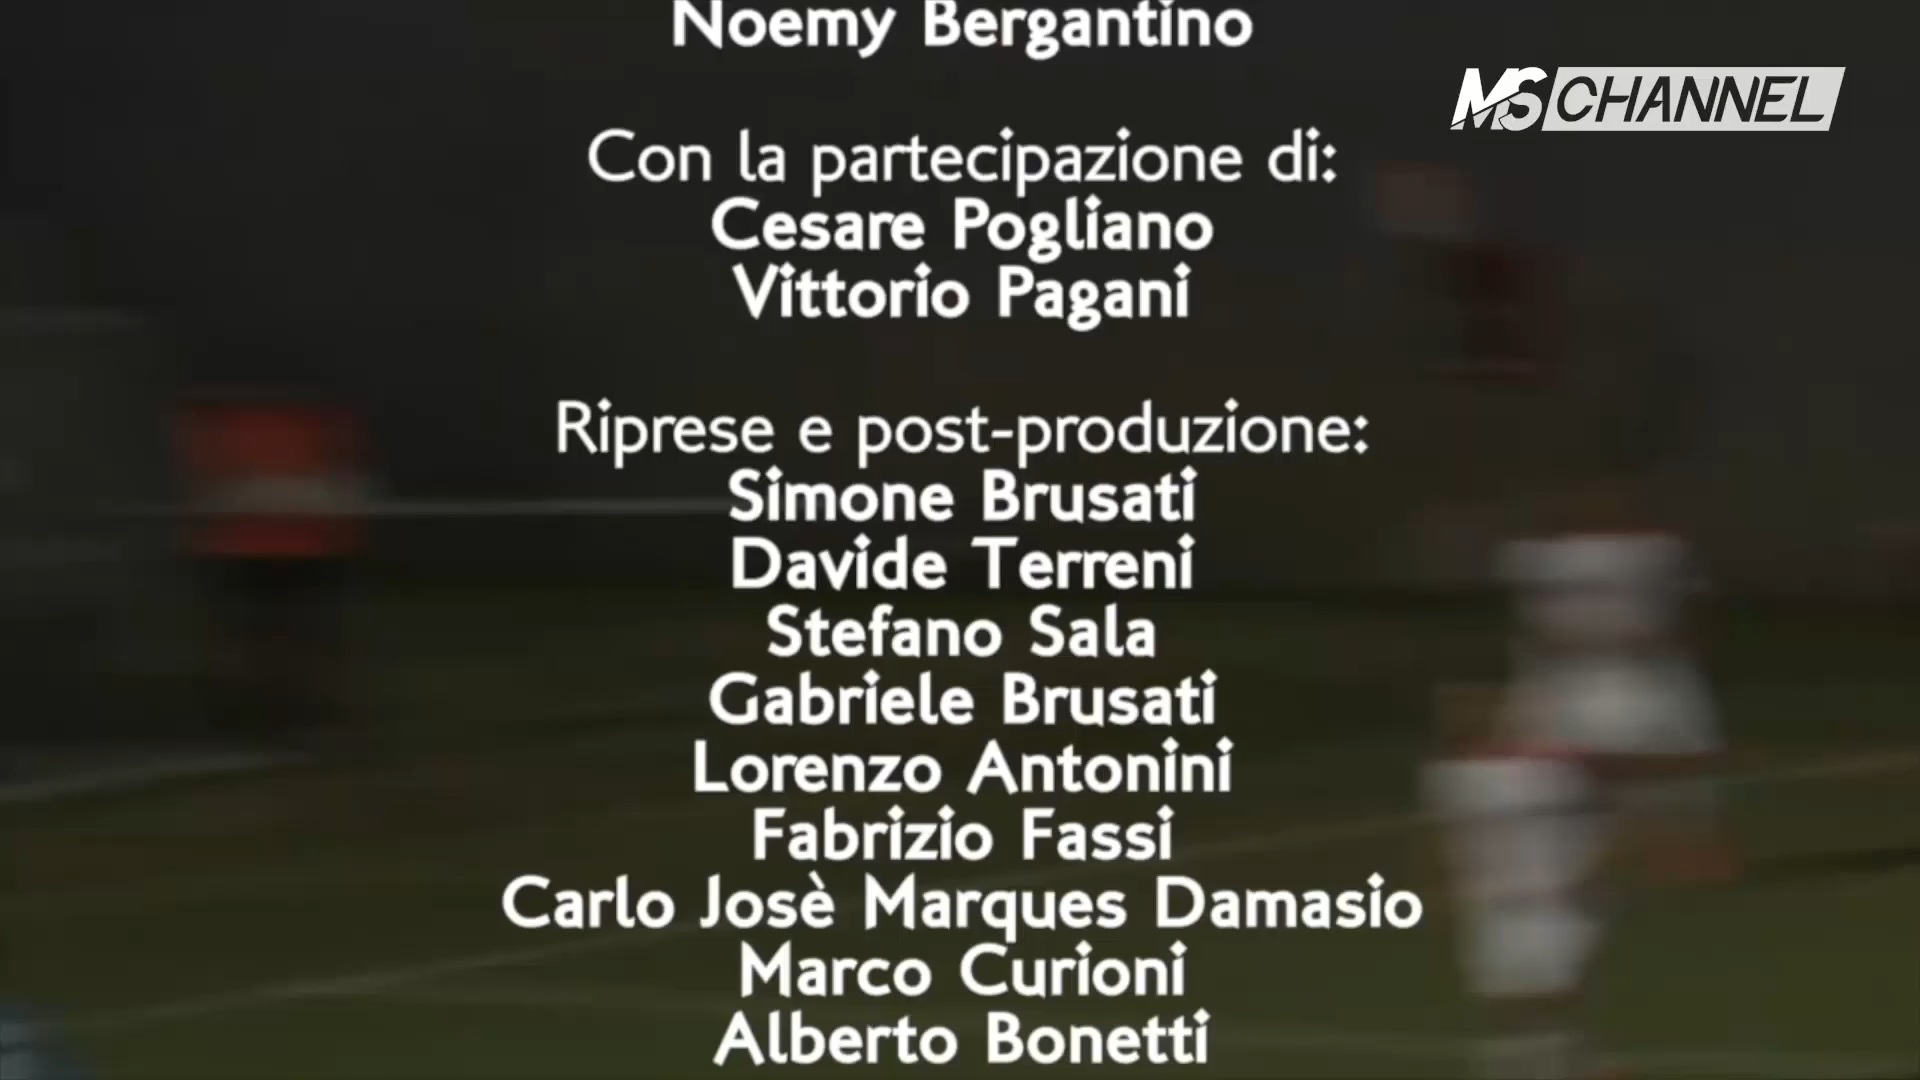 Noemy Bergantino
MS CHANNEL
Con la partecipazione di:
Cesare Pogliano
Vittorio Pagani
Riprese e post-produzione:
Simone Brusati
Davide Terreni
Stefano Sala
Gabriele Brusati
Lorenzo Antonini
Fabrizio Fassi
Carlo Josè Marques Damasio
Marco Curioni
Alberto Bonetti